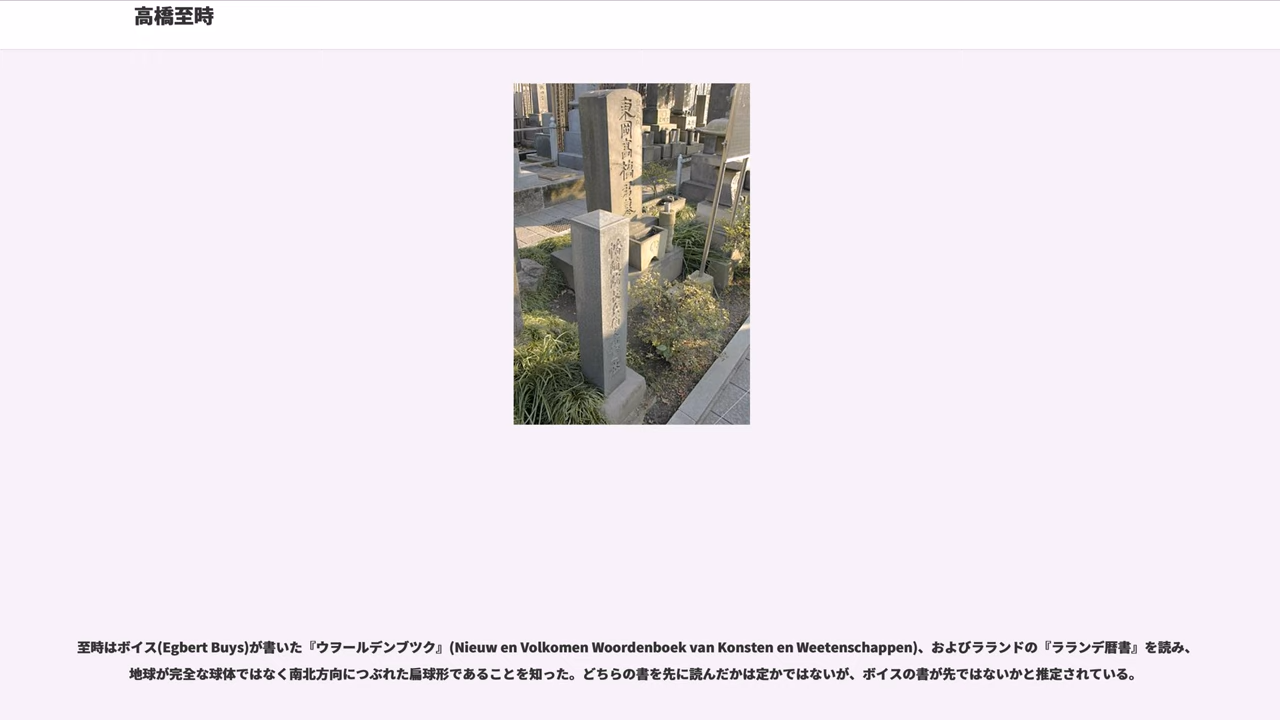 高橋至時
東岡高橋君墓
至時はボイス(Egbert Buys)が書いた『ウヲールデンブツク』(Nieuw en Volkomen Woordenboek van Konsten en Weetenschappen)、およびラランドの『ラランデ暦書』を読み、
地球が完全な球体ではなく南北方向につぶれた扁球形であることを知った。どちらの書を先に読んだかは定かではないが、ボイスの書が先ではないかと推定されている。